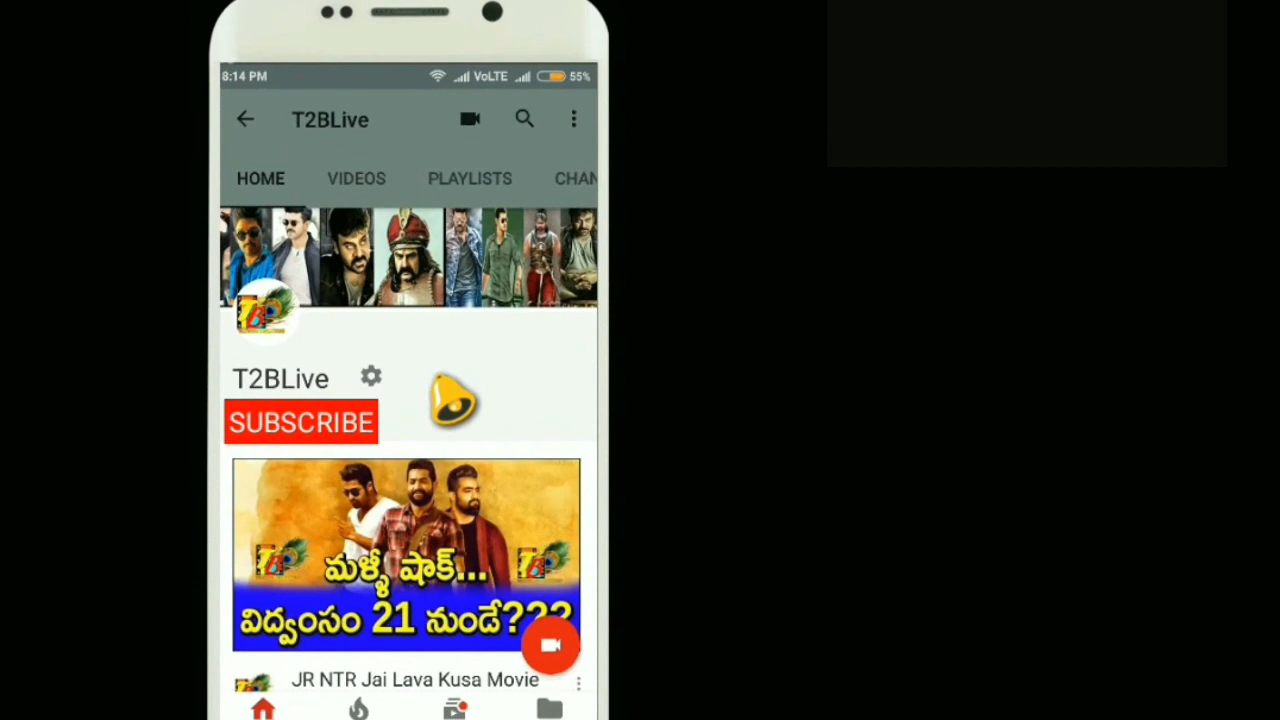 8:14 PM VoLTE 55%
T2BLive
HOME VIDEOS PLAYLISTS CHAN
T2BLive
SUBSCRIBE
మళ్ళీ షాక్...
విధ్వంసం 21 నుండే???
JR NTR Jai Lava Kusa Movie